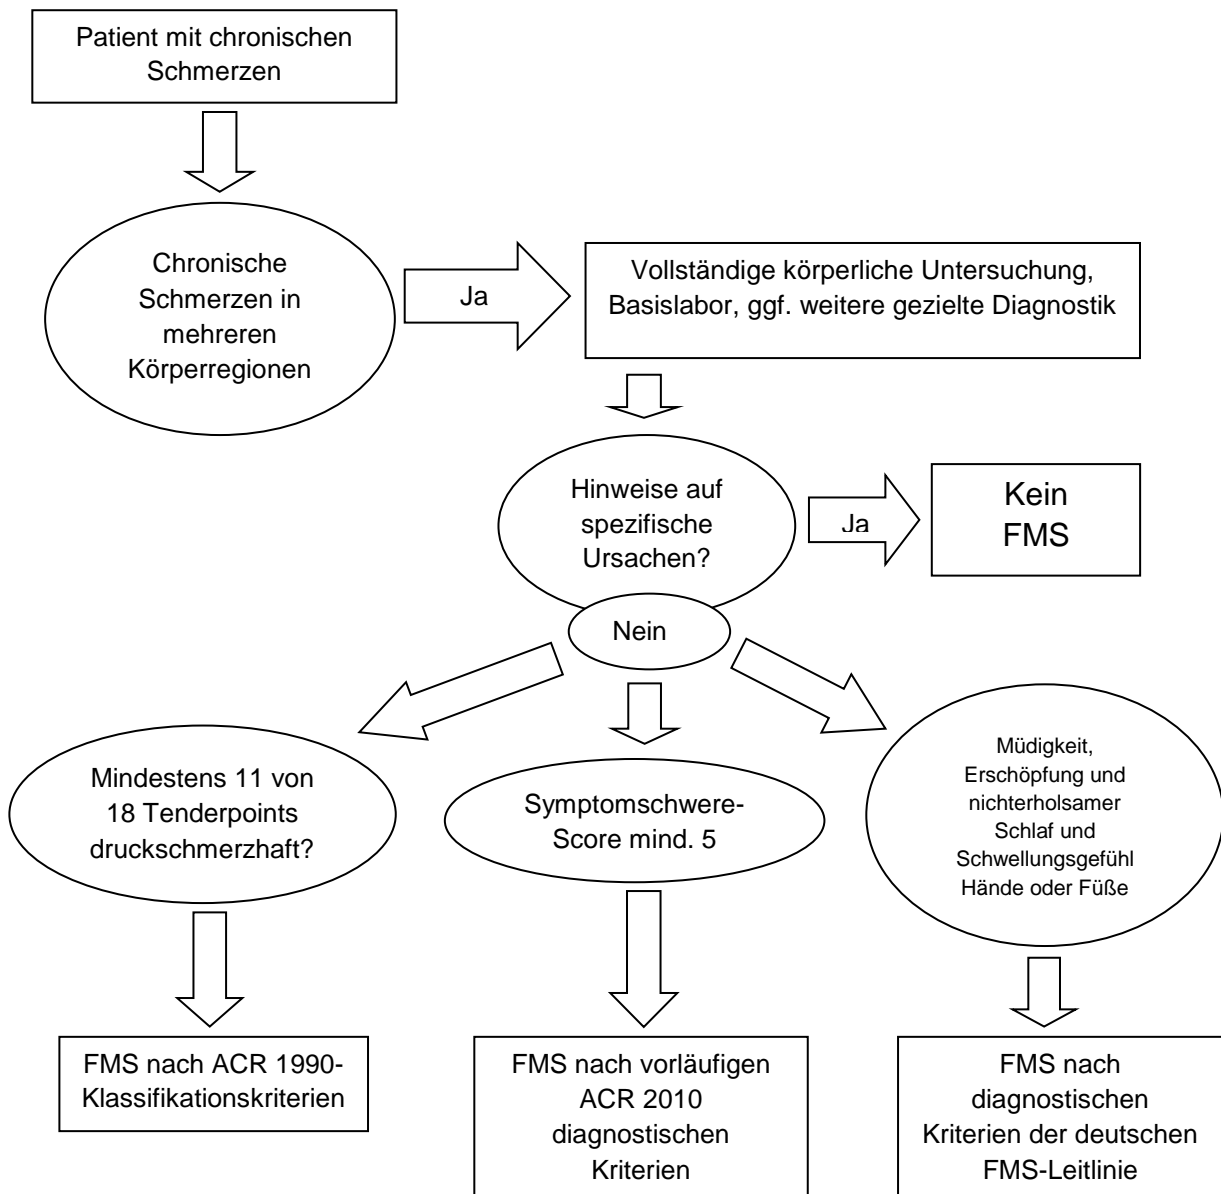 Patient mit chronischen
Schmerzen
Chronische
Schmerzen in
mehreren
Körperregionen
Ja
Vollständige körperliche Untersuchung,
Basislabor, ggf. weitere gezielte Diagnostik
Hinweise auf
spezifische
Ursachen?
Ja
Kein
FMS
Nein
Mindestens 11 von
18 Tenderpoints
druckschmerzhaft?
Symptomschwere-
Score mind. 5
Müdigkeit,
Erschöpfung und
nichterholsamer
Schlaf und
Schwellungsgefühl
Hände oder Füße
FMS nach ACR 1990-
Klassifikationskriterien
FMS nach vorläufigen
ACR 2010
diagnostischen
Kriterien
FMS nach
diagnostischen
Kriterien der deutschen
FMS-Leitlinie